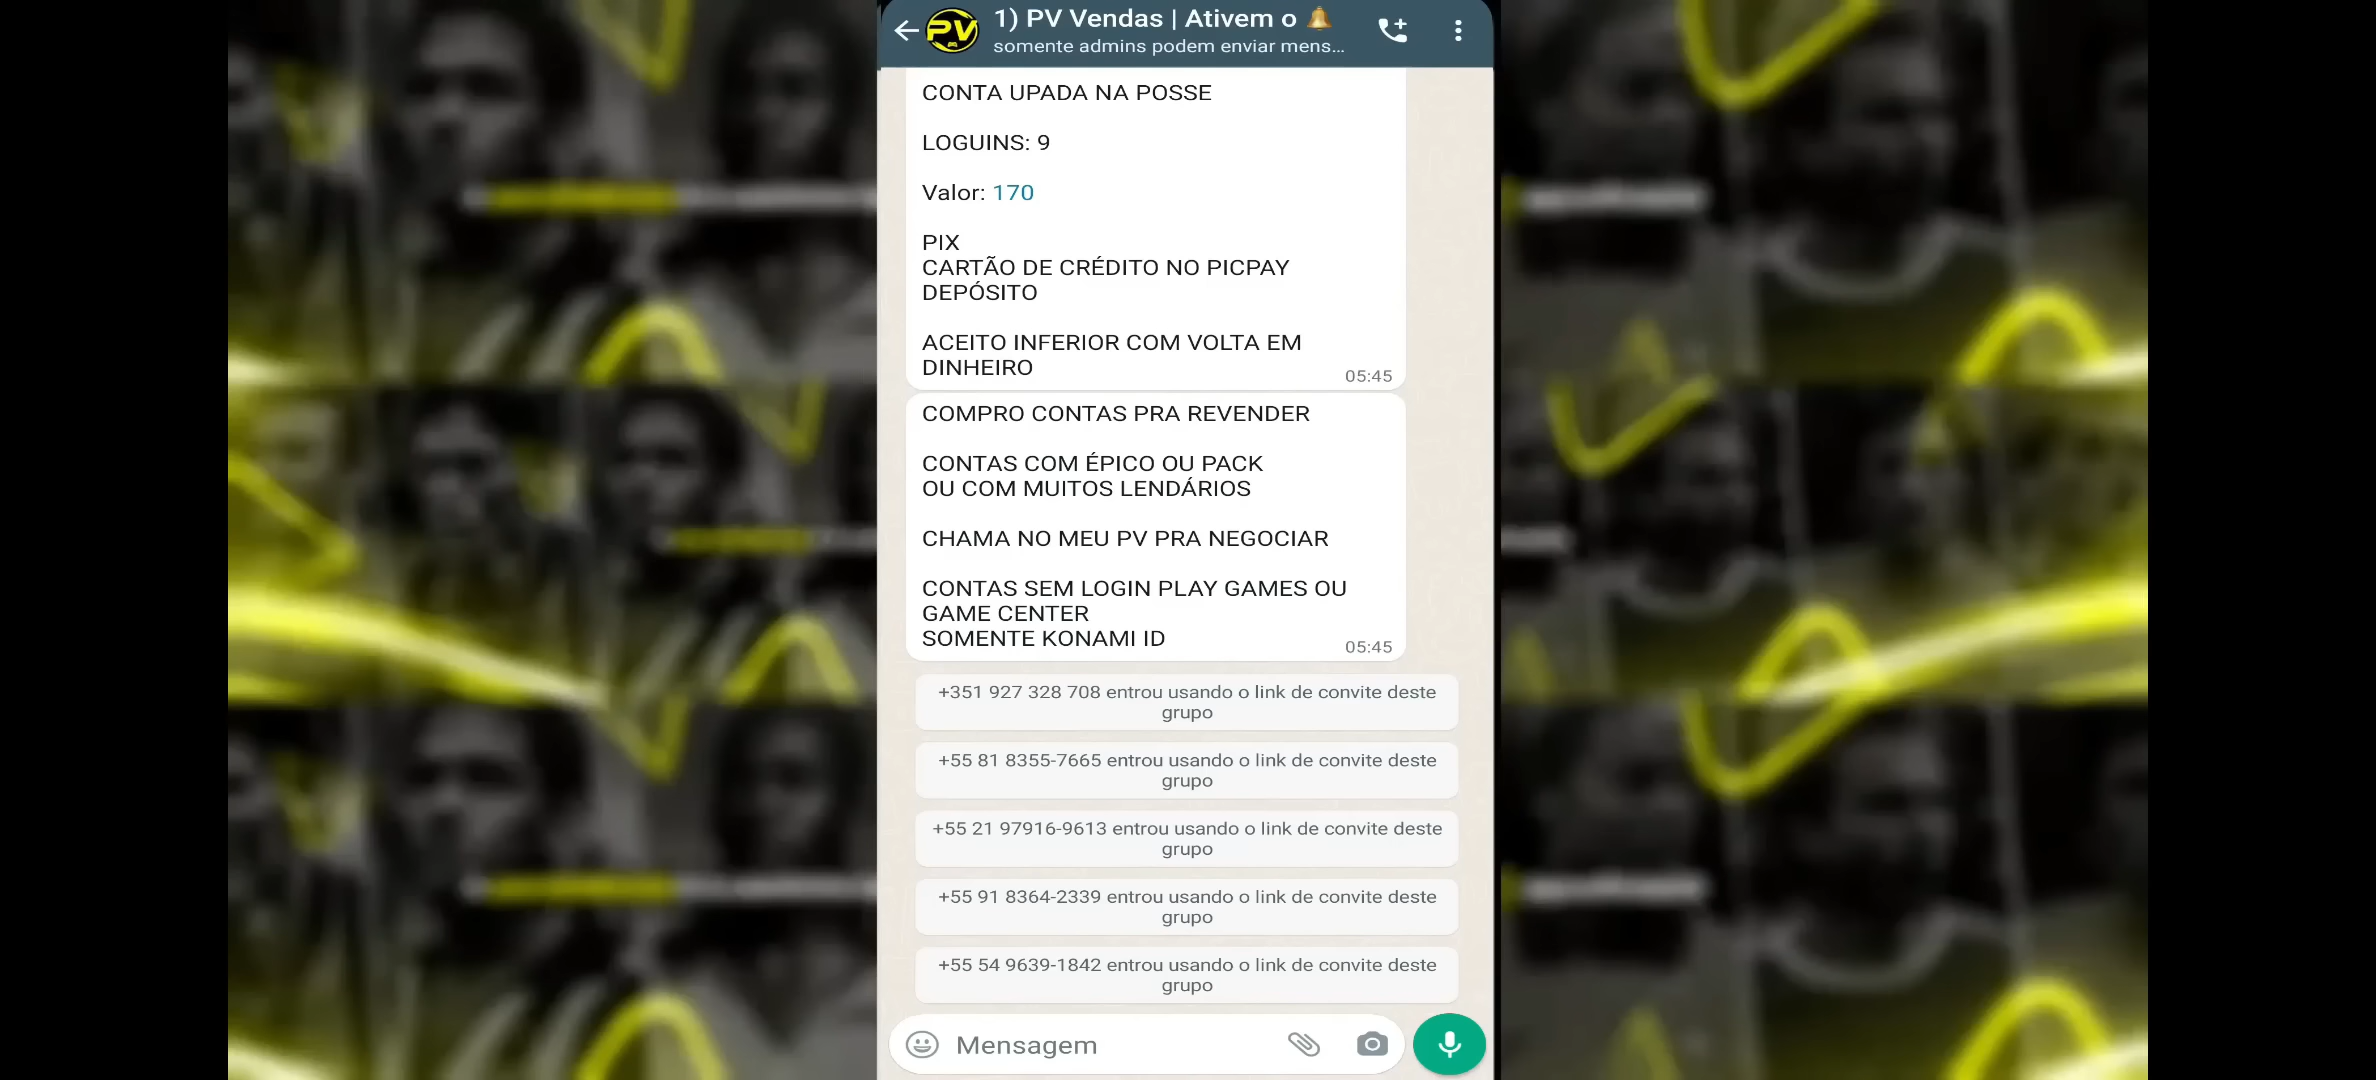 PV
1) PV Vendas | Ativem o 🔔
somente admins podem enviar mens...
CONTA UPADA NA POSSE
LOGUINS: 9
Valor: 170
PIX
CARTÃO DE CRÉDITO NO PICPAY
DEPÓSITO
ACEITO INFERIOR COM VOLTA EM
DINHEIRO
05:45
COMPRO CONTAS PRA REVENDER
CONTAS COM ÉPICO OU PACK
OU COM MUITOS LENDÁRIOS
CHAMA NO MEU PV PRA NEGOCIAR
CONTAS SEM LOGIN PLAY GAMES OU
GAME CENTER
SOMENTE KONAMI ID
05:45
+351 927 328 708 entrou usando o link de convite deste
grupo
+55 81 8355-7665 entrou usando o link de convite deste
grupo
+55 21 97916-9613 entrou usando o link de convite deste
grupo
+55 91 8364-2339 entrou usando o link de convite deste
grupo
+55 54 9639-1842 entrou usando o link de convite deste
grupo
Mensagem